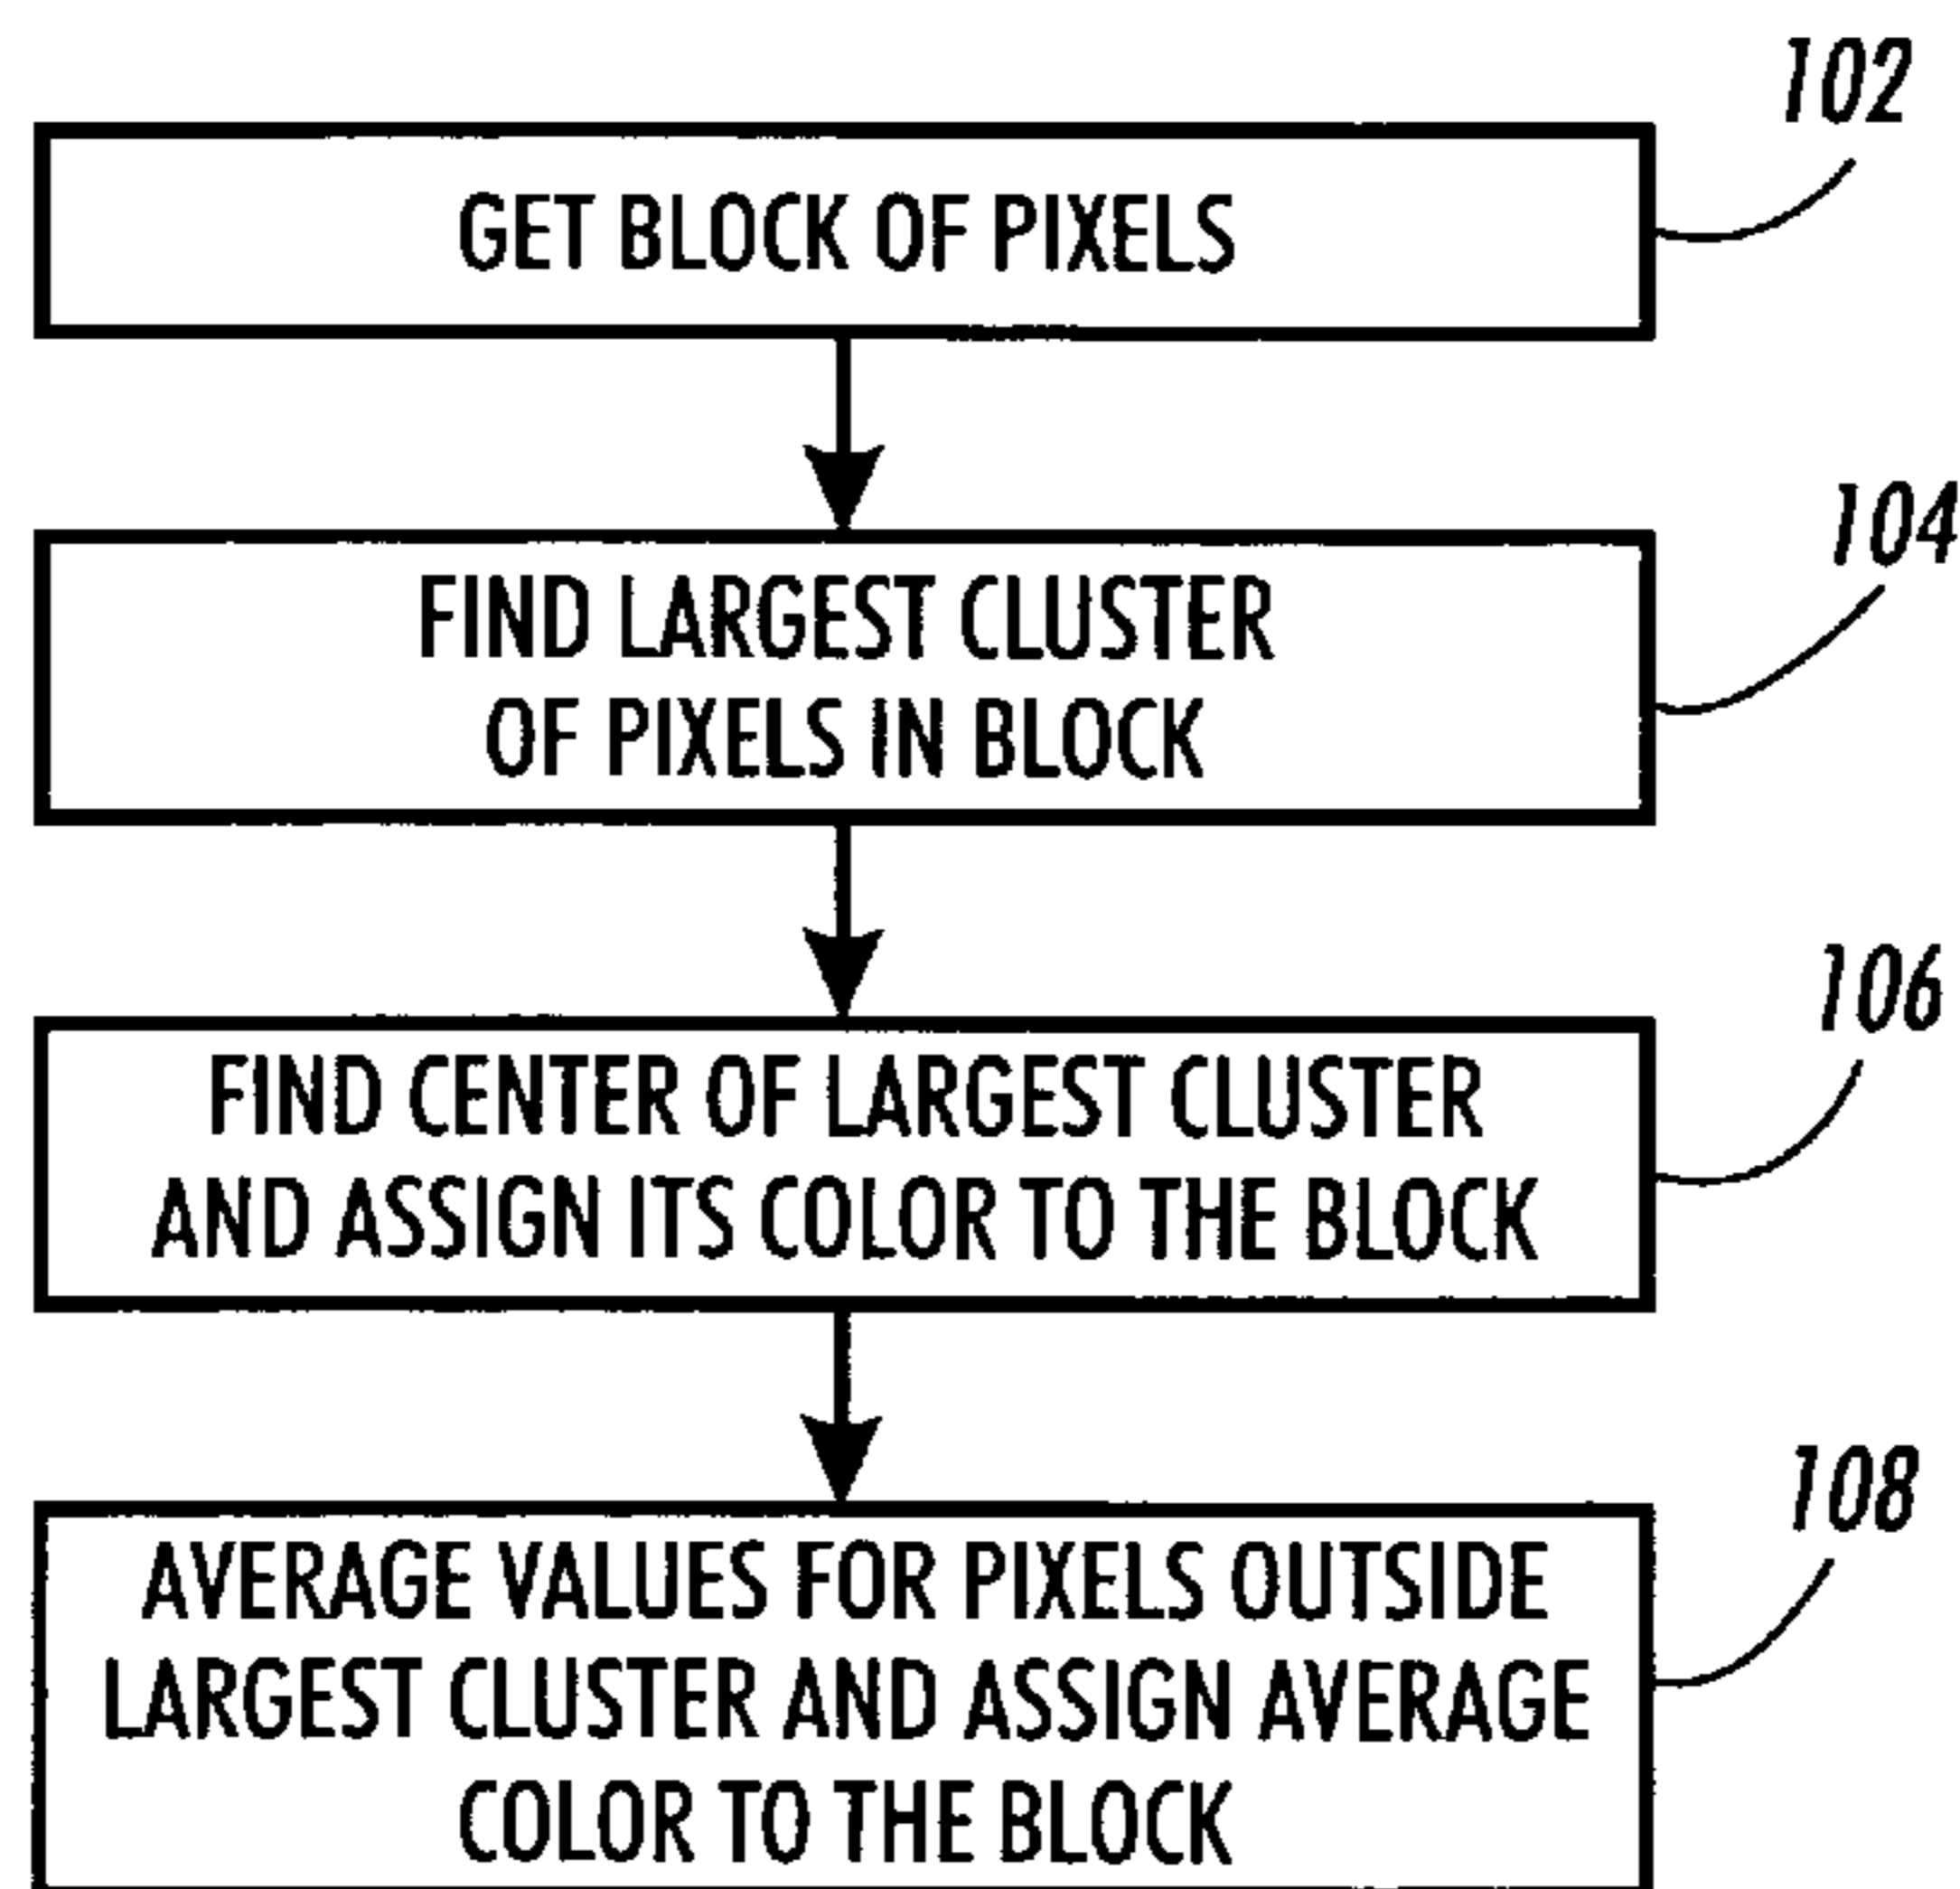 102
GET BLOCK OF PIXELS
104
FIND LARGEST CLUSTER
OF PIXELS IN BLOCK
106
FIND CENTER OF LARGEST CLUSTER
AND ASSIGN ITS COLOR TO THE BLOCK
108
AVERAGE VALUES FOR PIXELS OUTSIDE
LARGEST CLUSTER AND ASSIGN AVERAGE
COLOR TO THE BLOCK